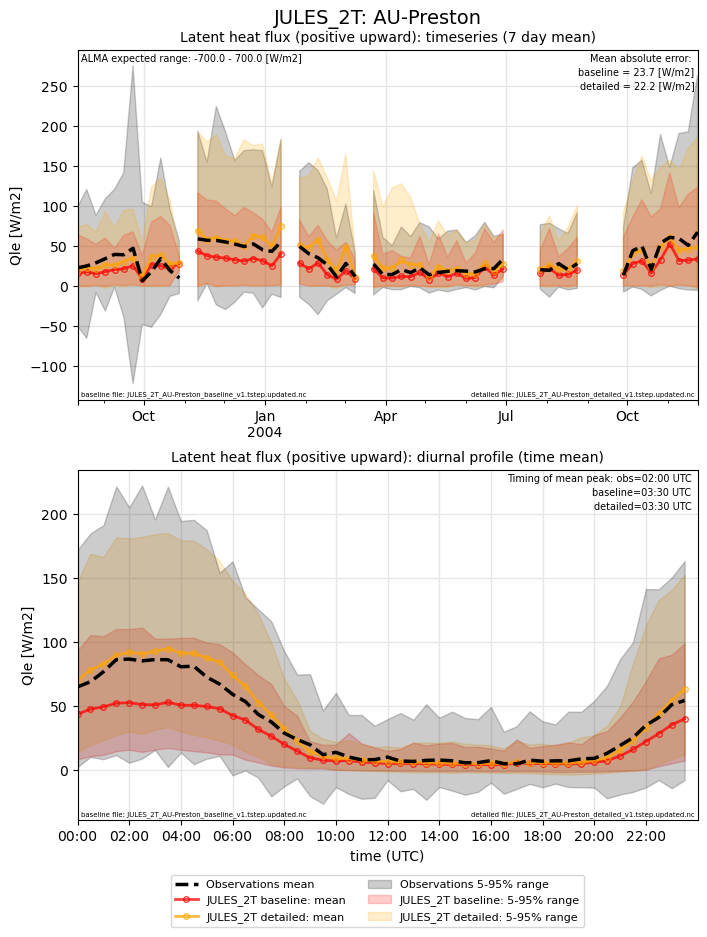 JULES_2T: AU-Preston
Latent heat flux (positive upward): timeseries (7 day mean)
ALMA expected range: -700.0 - 700.0 [W/m2]
Mean absolute error:
baseline = 23.7 [W/m2]
detailed = 22.2 [W/m2]
250
200
150
100
50
0
−50
−100
Qle [W/m2]
baseline file: JULES_2T_AU-Preston_baseline_v1.tstep.updated.nc
detailed file: JULES_2T_AU-Preston_detailed_v1.tstep.updated.nc
Oct
Jan
2004
Apr
Jul
Oct
Latent heat flux (positive upward): diurnal profile (time mean)
Timing of mean peak: obs=02:00 UTC
baseline=03:30 UTC
detailed=03:30 UTC
200
150
100
50
0
Qle [W/m2]
baseline file: JULES_2T_AU-Preston_baseline_v1.tstep.updated.nc
detailed file: JULES_2T_AU-Preston_detailed_v1.tstep.updated.nc
00:00 02:00 04:00 06:00 08:00 10:00 12:00 14:00 16:00 18:00 20:00 22:00
time (UTC)
Observations mean
JULES_2T baseline: mean
JULES_2T detailed: mean
Observations 5-95% range
JULES_2T baseline: 5-95% range
JULES_2T detailed: 5-95% range